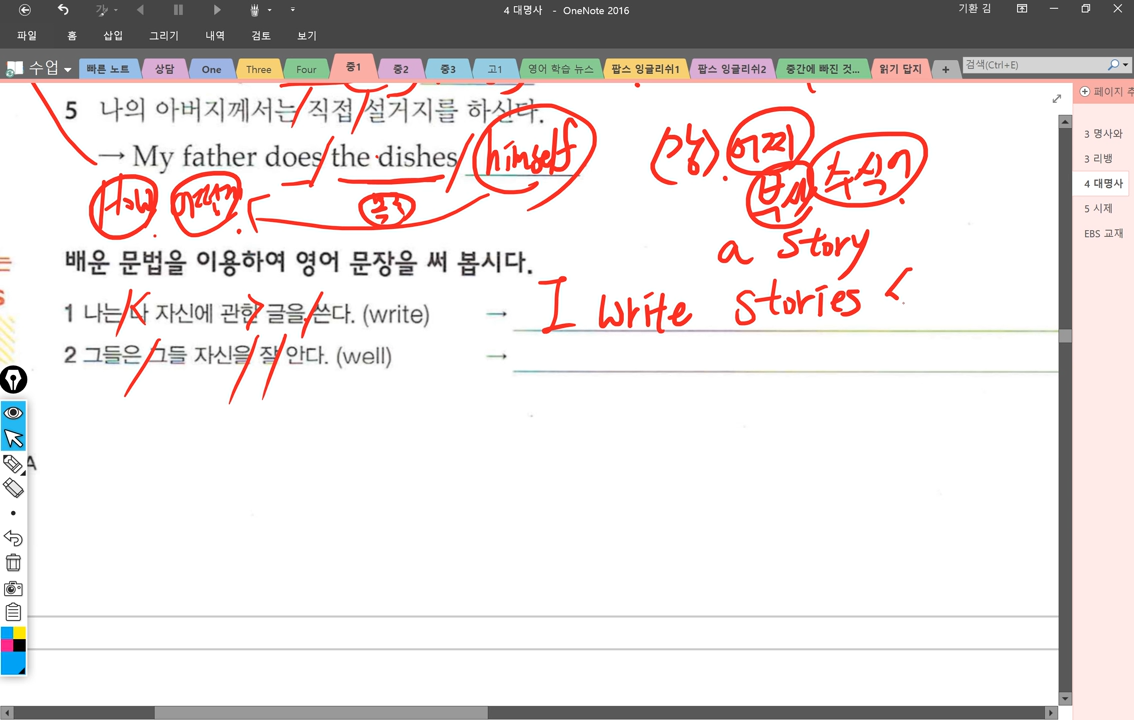 4 대명사 - OneNote 2016
기환 김
파일 홈 삽입 그리기 내역 검토 보기
수업 빠른 노트 상담 One Three Four 중1 중2 중3 고1 영어 학습 뉴스 팝스 잉글리쉬1 팝스 잉글리쉬2 중간에 빠진 것... 읽기 답지 + 검색(Ctrl+E)
페이지 추
3 명사와
3 리뱅
4 대명사
5 시제
EBS 교재
5 나의 아버지께서는 직접 설거지를 하신다.
→ My father does the dishes himself
수식어
a story
배운 문법을 이용하여 영어 문장을 써 봅시다.
1 나는 나 자신에 관한 글을 쓴다. (write) → I write stories <
2 그들은 그들 자신을 잘 안다. (well) →